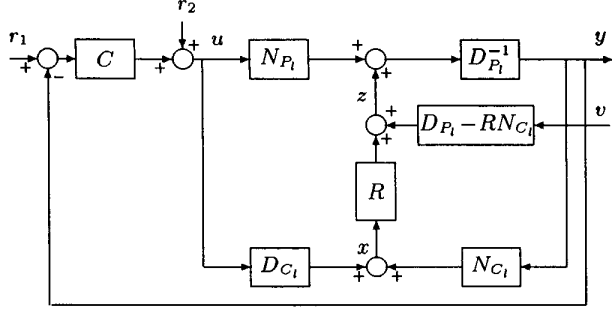 r₁ + − C + r₂ + u N_{P_l} + + D_{P_l}^{-1} y
z + + D_{P_l} − RN_{C_l} v
R
D_{C_l} + x + N_{C_l}